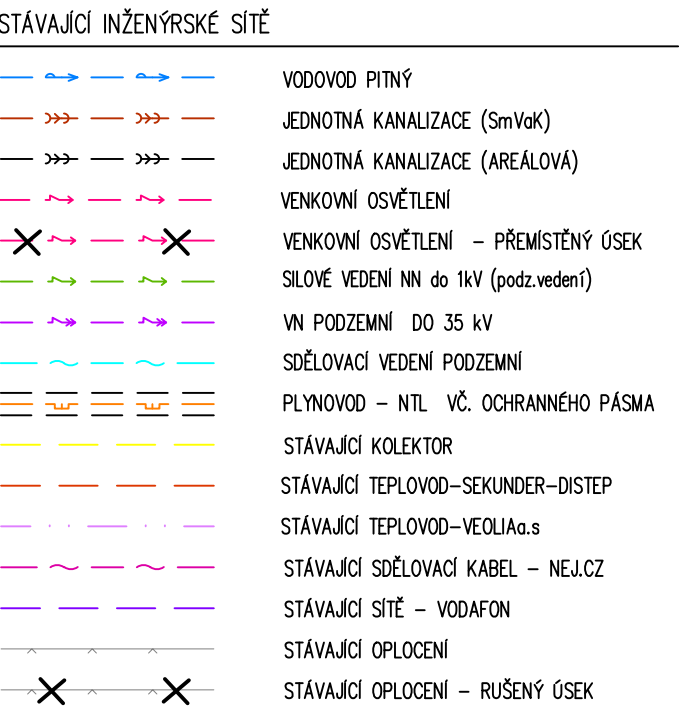 STÁVAJÍCÍ INŽENÝRSKÉ SÍTĚ
VODOVOD PITNÝ
JEDNOTNÁ KANALIZACE (SmVaK)
JEDNOTNÁ KANALIZACE (AREÁLOVÁ)
VENKOVNÍ OSVĚTLENÍ
VENKOVNÍ OSVĚTLENÍ – PŘEMÍSTĚNÝ ÚSEK
SILOVÉ VEDENÍ NN do 1kV (podz.vedení)
VN PODZEMNÍ DO 35 kV
SDĚLOVACÍ VEDENÍ PODZEMNÍ
PLYNOVOD – NTL VČ. OCHRANNÉHO PÁSMA
STÁVAJÍCÍ KOLEKTOR
STÁVAJÍCÍ TEPLOVOD–SEKUNDER–DISTEP
STÁVAJÍCÍ TEPLOVOD–VEOLIAa.s
STÁVAJÍCÍ SDĚLOVACÍ KABEL – NEJ.CZ
STÁVAJÍCÍ SÍTĚ – VODAFON
STÁVAJÍCÍ OPLOCENÍ
STÁVAJÍCÍ OPLOCENÍ – RUŠENÝ ÚSEK